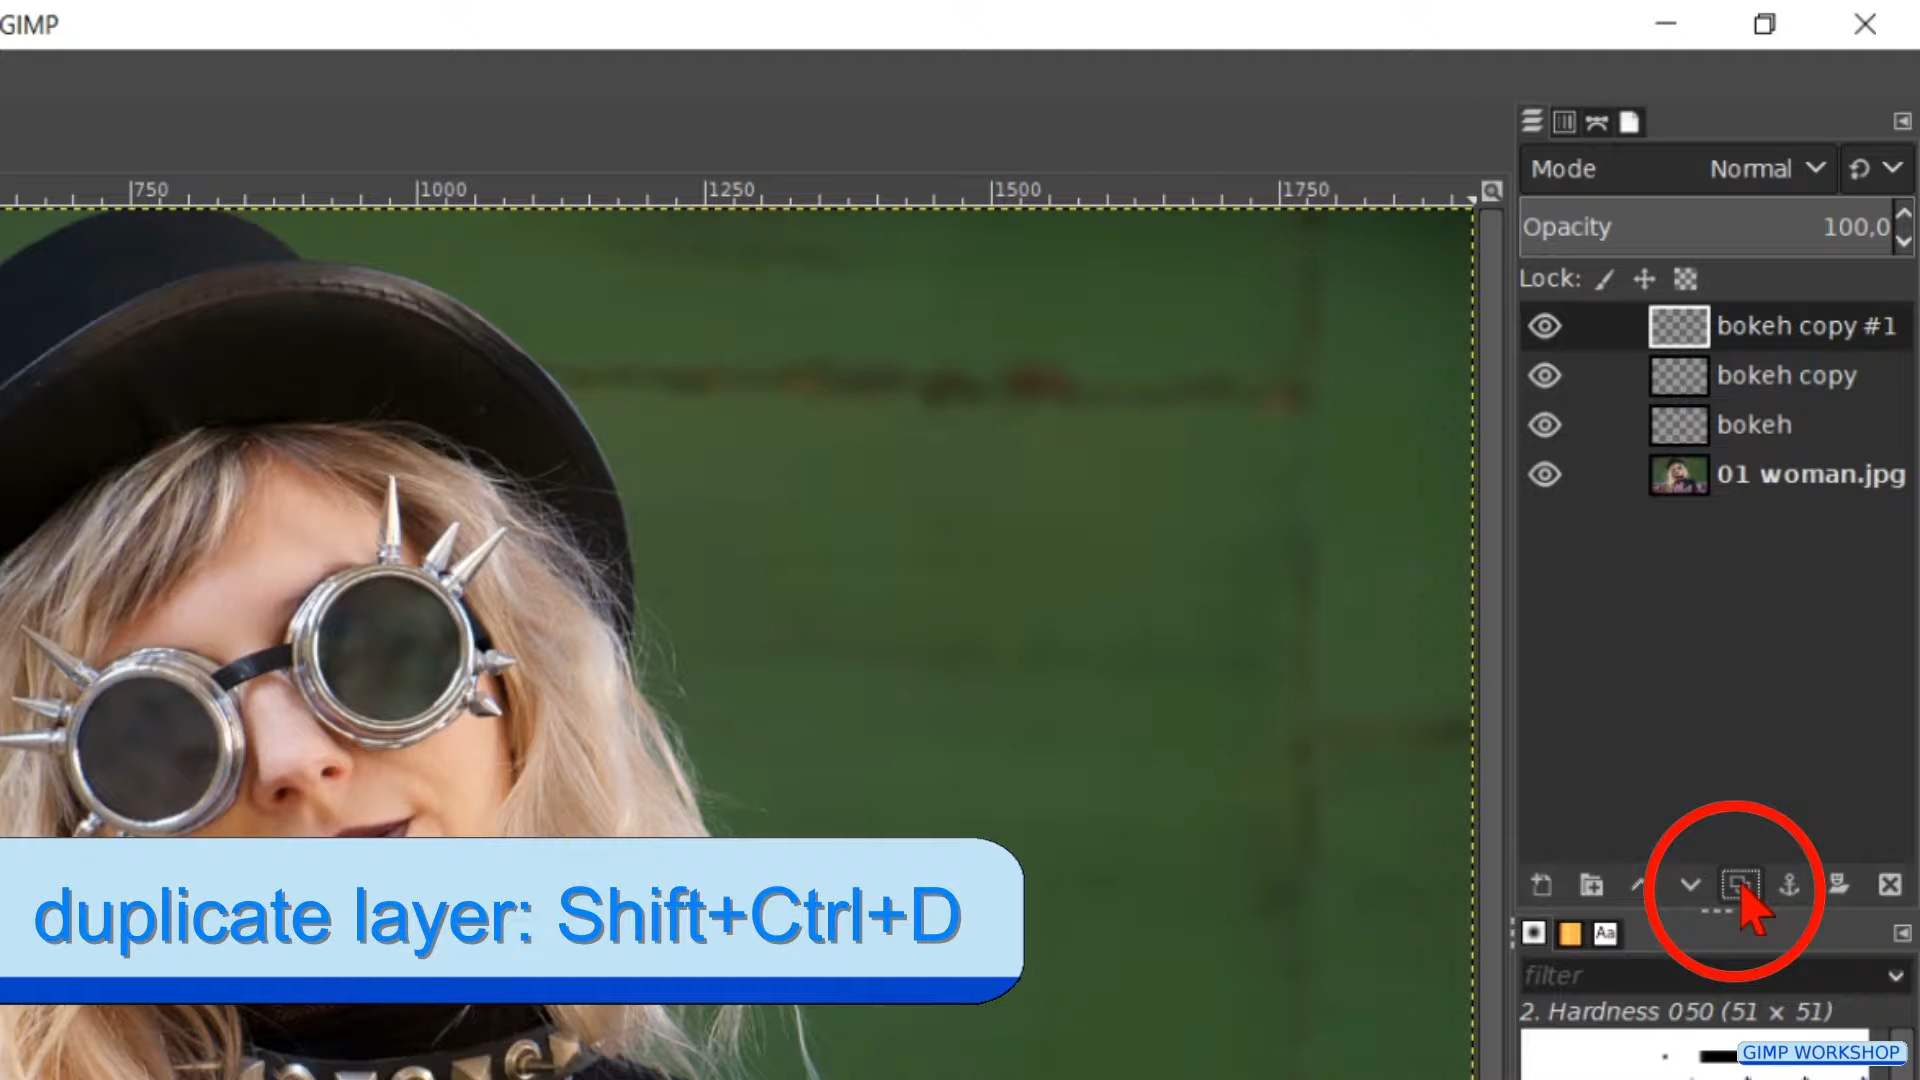 GIMP
750
1000
1250
1500
1750
Mode Normal
Opacity 100,0
Lock:
bokeh copy #1
bokeh copy
bokeh
01 woman.jpg
duplicate layer: Shift+Ctrl+D
Aa
filter
2. Hardness 050 (51 × 51)
GIMP WORKSHOP